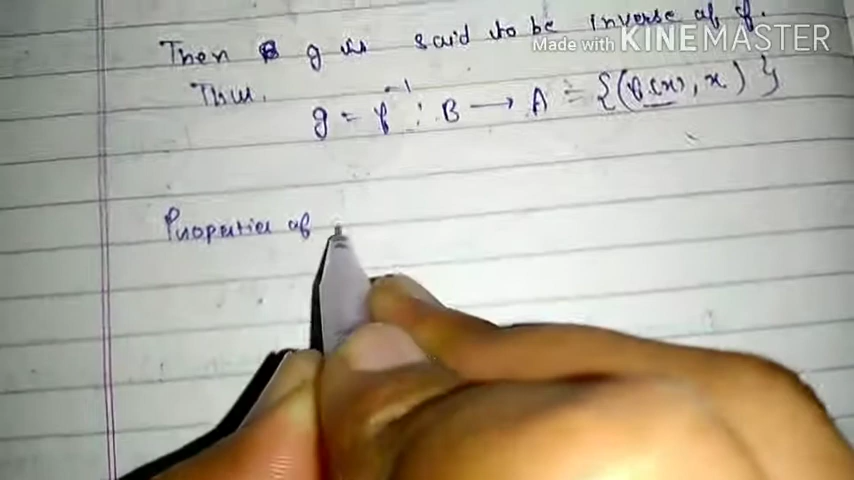 Then g is said to be inverse of f.
Made with KINEMASTER
Thus,
g = f⁻¹ : B → A = {(f(x), x)}
Properties of